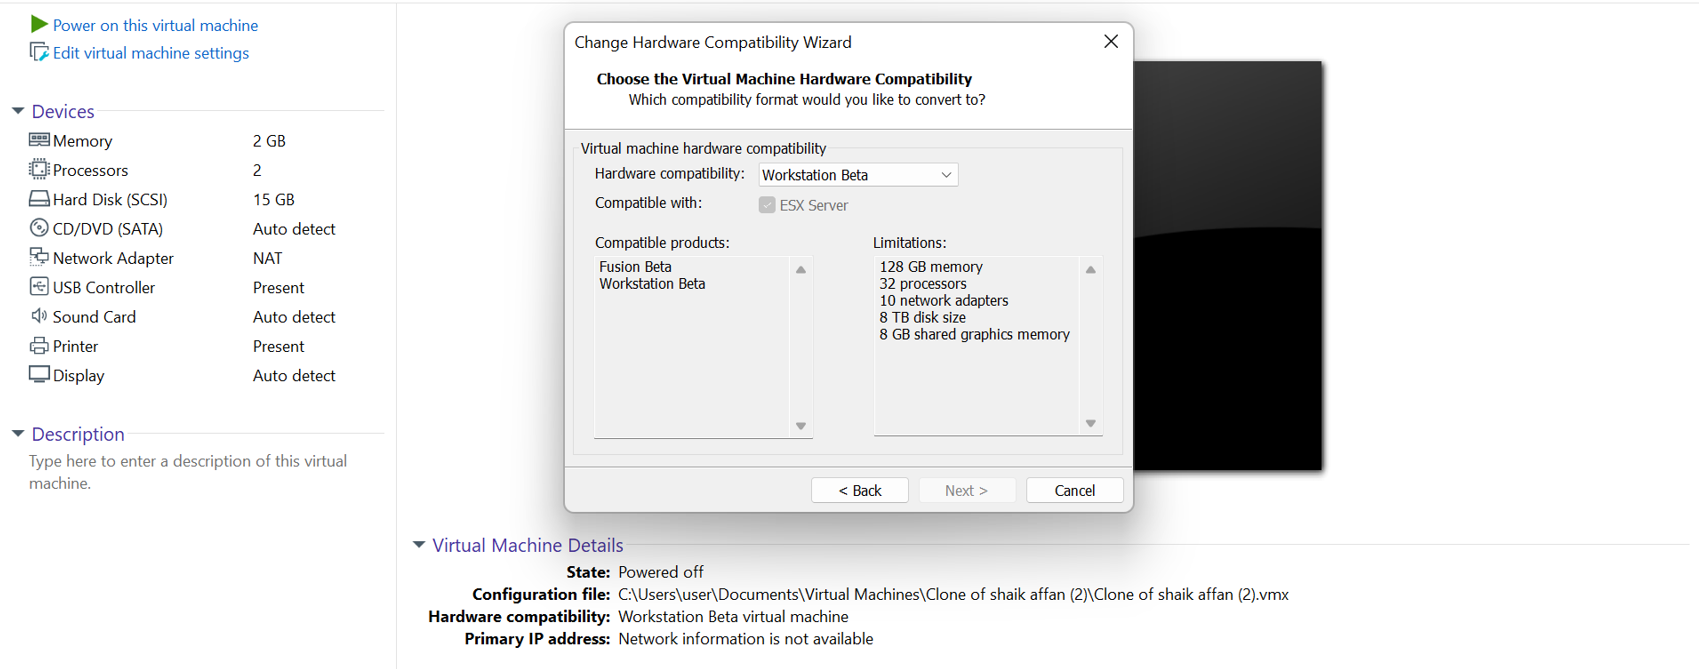 Power on this virtual machine
Edit virtual machine settings
Devices
Memory 2 GB
Processors 2
Hard Disk (SCSI) 15 GB
CD/DVD (SATA) Auto detect
Network Adapter NAT
USB Controller Present
Sound Card Auto detect
Printer Present
Display Auto detect
Description
Type here to enter a description of this virtual
machine.
Change Hardware Compatibility Wizard
Choose the Virtual Machine Hardware Compatibility
Which compatibility format would you like to convert to?
Virtual machine hardware compatibility
Hardware compatibility: Workstation Beta
Compatible with: ESX Server
Compatible products:
Fusion Beta
Workstation Beta
Limitations:
128 GB memory
32 processors
10 network adapters
8 TB disk size
8 GB shared graphics memory
< Back Next > Cancel
Virtual Machine Details
State: Powered off
Configuration file: C:\Users\user\Documents\Virtual Machines\Clone of shaik affan (2)\Clone of shaik affan (2).vmx
Hardware compatibility: Workstation Beta virtual machine
Primary IP address: Network information is not available